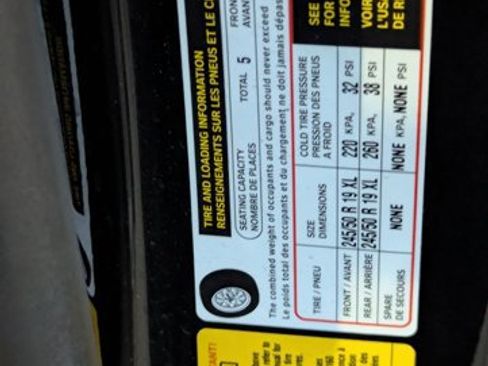 TIRE AND LOADING INFORMATION
RENSEIGNEMENTS SUR LES PNEUS ET LE
SEATING CAPACITY
NOMBRE DE PLACES
TOTAL 5
FRON
AVAN
The combined weight of occupants and cargo should never exceed
Le poids total des occupants et du chargement ne doit jamais dépas
TIRE / PNEU
SIZE
DIMENSIONS
COLD TIRE PRESSURE
PRESSION DES PNEUS
A FROID
FRONT / AVANT 245/50 R 19 XL 220 KPA, 32 PSI
REAR / ARRIÈRE 245/50 R 19 XL 260 KPA, 38 PSI
SPARE
DE SECOURS
NONE NONE KPA, NONE PSI
SEE
FOR
INFO
VOIR
L'USA
DE RE